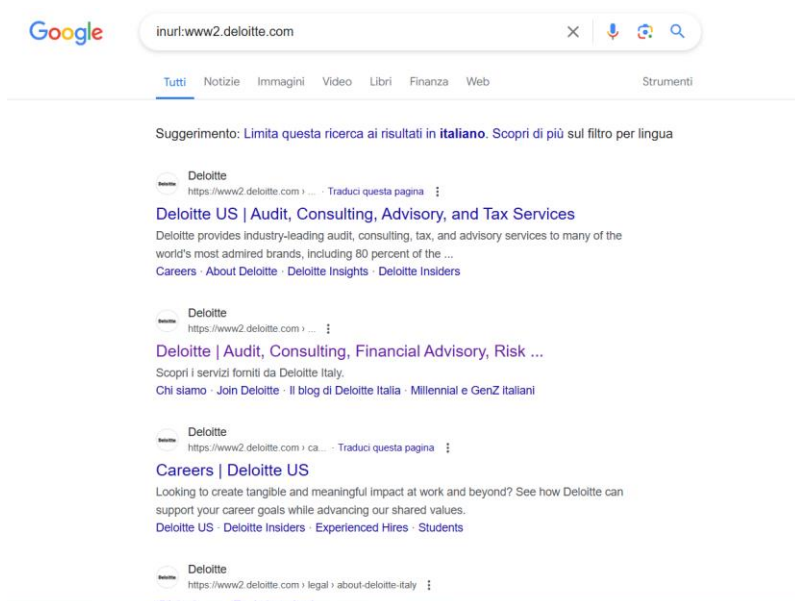 Google
inurl:www2.deloitte.com
Tutti Notizie Immagini Video Libri Finanza Web Strumenti
Suggerimento: Limita questa ricerca ai risultati in italiano. Scopri di più sul filtro per lingua
Deloitte
https://www2.deloitte.com › ... · Traduci questa pagina
Deloitte US | Audit, Consulting, Advisory, and Tax Services
Deloitte provides industry-leading audit, consulting, tax, and advisory services to many of the
world's most admired brands, including 80 percent of the ...
Careers · About Deloitte · Deloitte Insights · Deloitte Insiders
Deloitte
https://www2.deloitte.com › ...
Deloitte | Audit, Consulting, Financial Advisory, Risk ...
Scopri i servizi forniti da Deloitte Italy.
Chi siamo · Join Deloitte · Il blog di Deloitte Italia · Millennial e GenZ italiani
Deloitte
https://www2.deloitte.com › ca... · Traduci questa pagina
Careers | Deloitte US
Looking to create tangible and meaningful impact at work and beyond? See how Deloitte can
support your career goals while advancing our shared values.
Deloitte US · Deloitte Insiders · Experienced Hires · Students
Deloitte
https://www2.deloitte.com › legal › about-deloitte-italy